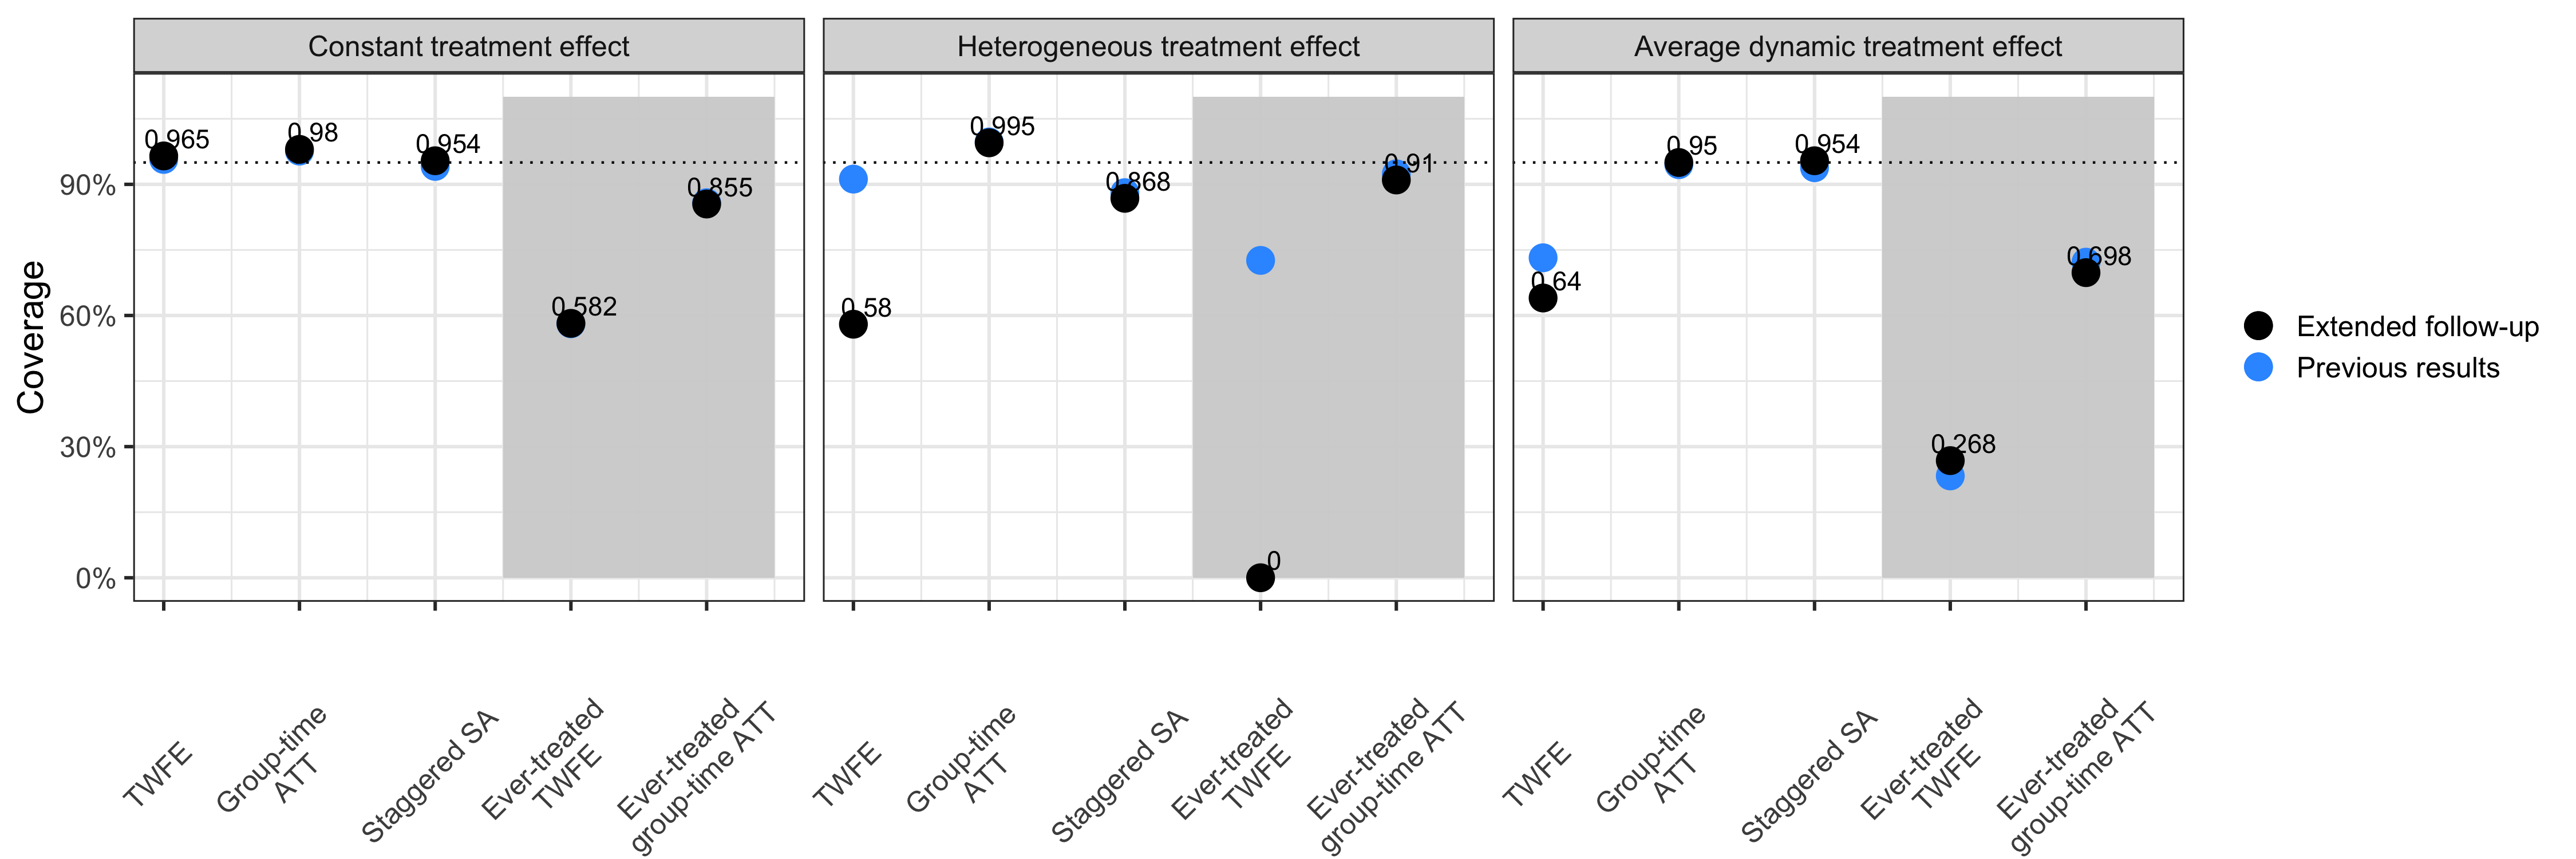 Constant treatment effect
Heterogeneous treatment effect
Average dynamic treatment effect
Coverage
90%
60%
30%
0%
0.965
0.98
0.954
0.582
0.855
0.58
0.995
0.868
0
0.91
0.64
0.95
0.954
0.268
0.698
TWFE
Group-time
ATT
Staggered SA
Ever-treated
TWFE
Ever-treated
group-time ATT
TWFE
Group-time
ATT
Staggered SA
Ever-treated
TWFE
Ever-treated
group-time ATT
TWFE
Group-time
ATT
Staggered SA
Ever-treated
TWFE
Ever-treated
group-time ATT
Extended follow-up
Previous results